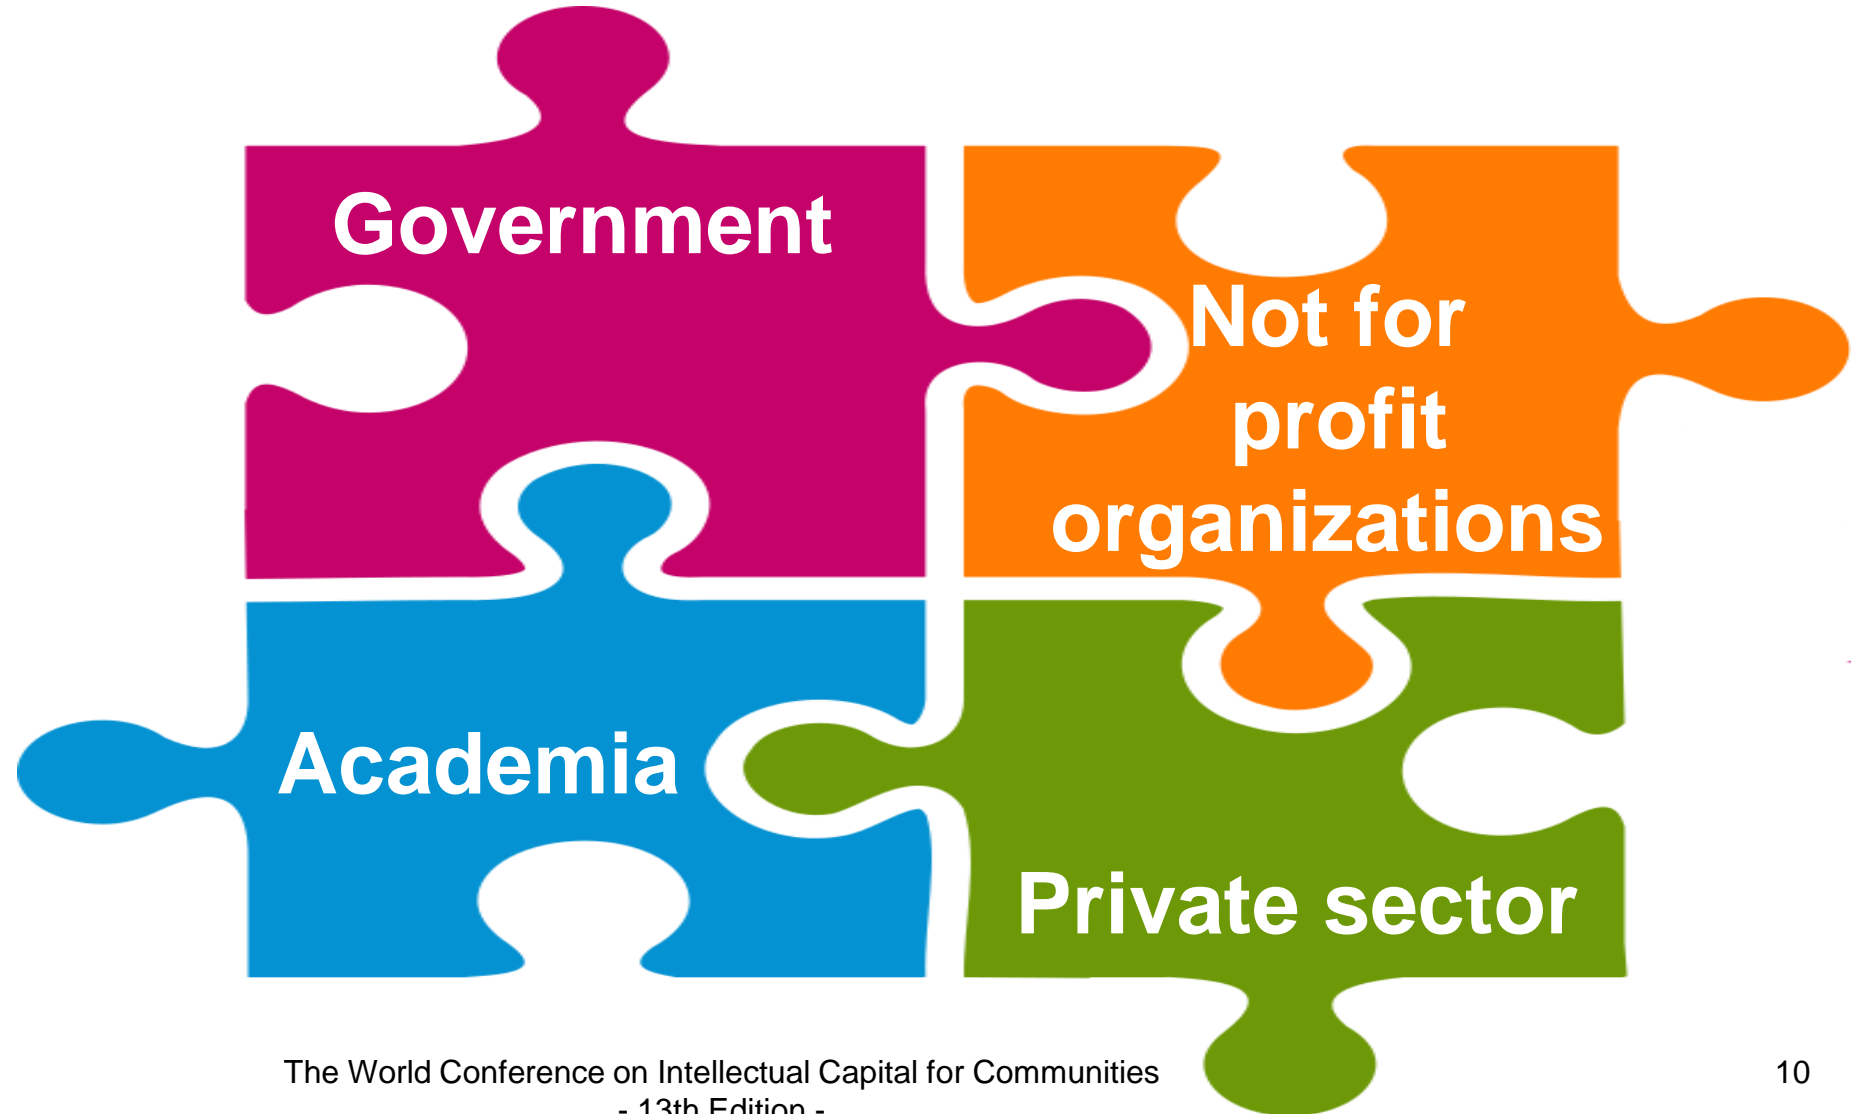 Government
Not for
profit
organizations
Academia
Private sector
The World Conference on Intellectual Capital for Communities
- 13th Edition -
10